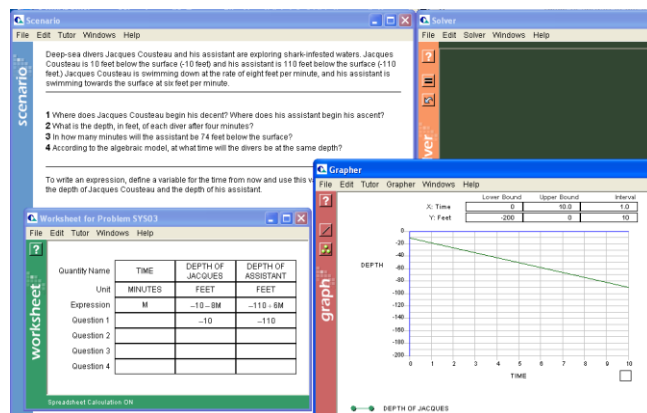 Scenario
File Edit Tutor Windows Help
scenario
Deep-sea divers Jacques Cousteau and his assistant are exploring shark-infested waters. Jacques
Cousteau is 10 feet below the surface (-10 feet) and his assistant is 110 feet below the surface (-110
feet.) Jacques Cousteau is swimming down at the rate of eight feet per minute, and his assistant is
swimming towards the surface at six feet per minute.
1 Where does Jacques Cousteau begin his decent? Where does his assistant begin his ascent?
2 What is the depth, in feet, of each diver after four minutes?
3 In how many minutes will the assistant be 74 feet below the surface?
4 According to the algebraic model, at what time will the divers be at the same depth?
To write an expression, define a variable for the time from now and use this v
the depth of Jacques Cousteau and the depth of his assistant.
Solver
File Edit Solver Windows Help
?
lver
Worksheet for Problem SY503
File Edit Tutor Windows Help
?
worksheet
Quantity Name TIME DEPTH OF JACQUES DEPTH OF ASSISTANT
Unit MINUTES FEET FEET
Expression M –10 – 8M –110 - 6M
Question 1 –10 –110
Question 2
Question 3
Question 4
Spreadsheet Calculation ON
Grapher
File Edit Tutor Grapher Windows Help
?
graph
Lower Bound Upper Bound Interval
X: Time 0 10.0 1.0
Y: Feet -200 0 10
DEPTH
0
-20
-40
-60
-80
-100
-120
-140
-160
-180
-200
0 1 2 3 4 5 6 7 8 9 10
TIME
DEPTH OF JACQUES